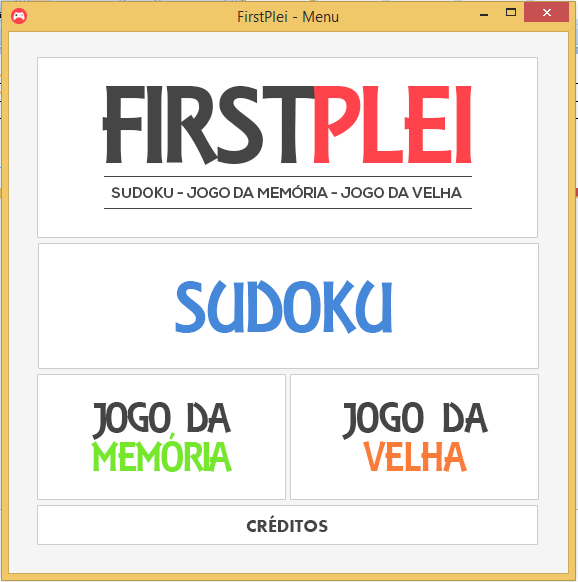 FirstPlei - Menu
FIRSTPLEI
SUDOKU - JOGO DA MEMÓRIA - JOGO DA VELHA
SUDOKU
JOGO DA
MEMÓRIA
JOGO DA
VELHA
CRÉDITOS